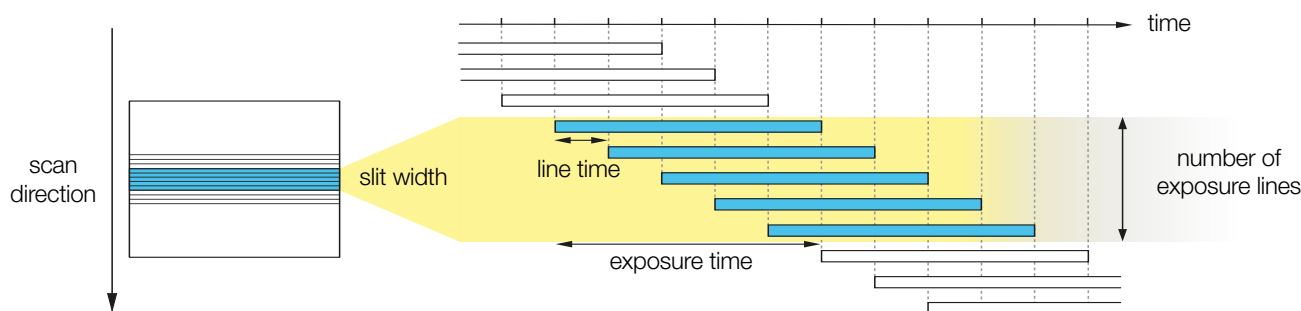 time
scan
direction
slit width
line time
number of
exposure lines
exposure time